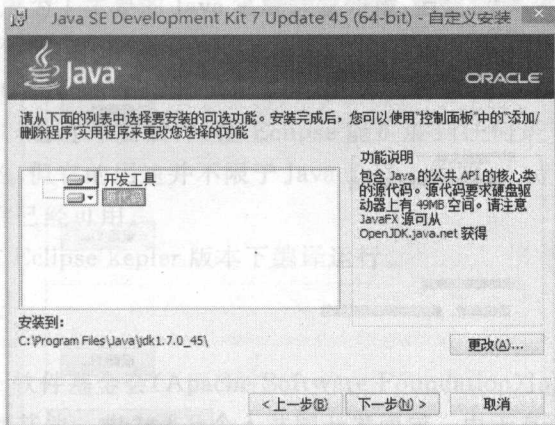 Java SE Development Kit 7 Update 45 (64-bit) - 自定义安装
Java
ORACLE
请从下面的列表中选择要安装的可选功能。安装完成后,您可以使用"控制面板"中的"添加/
删除程序"实用程序来更改您选择的功能
开发工具
源代码
功能说明
包含 Java 的公共 API 的核心类
的源代码。源代码要求硬盘驱
动器上有 49MB 空间。请注意
JavaFX 源可从
OpenJDK.java.net 获得
安装到:
C:\Program Files\Java\jdk1.7.0_45\
更改(A)...
<上一步(B)
下一步(N)>
取消